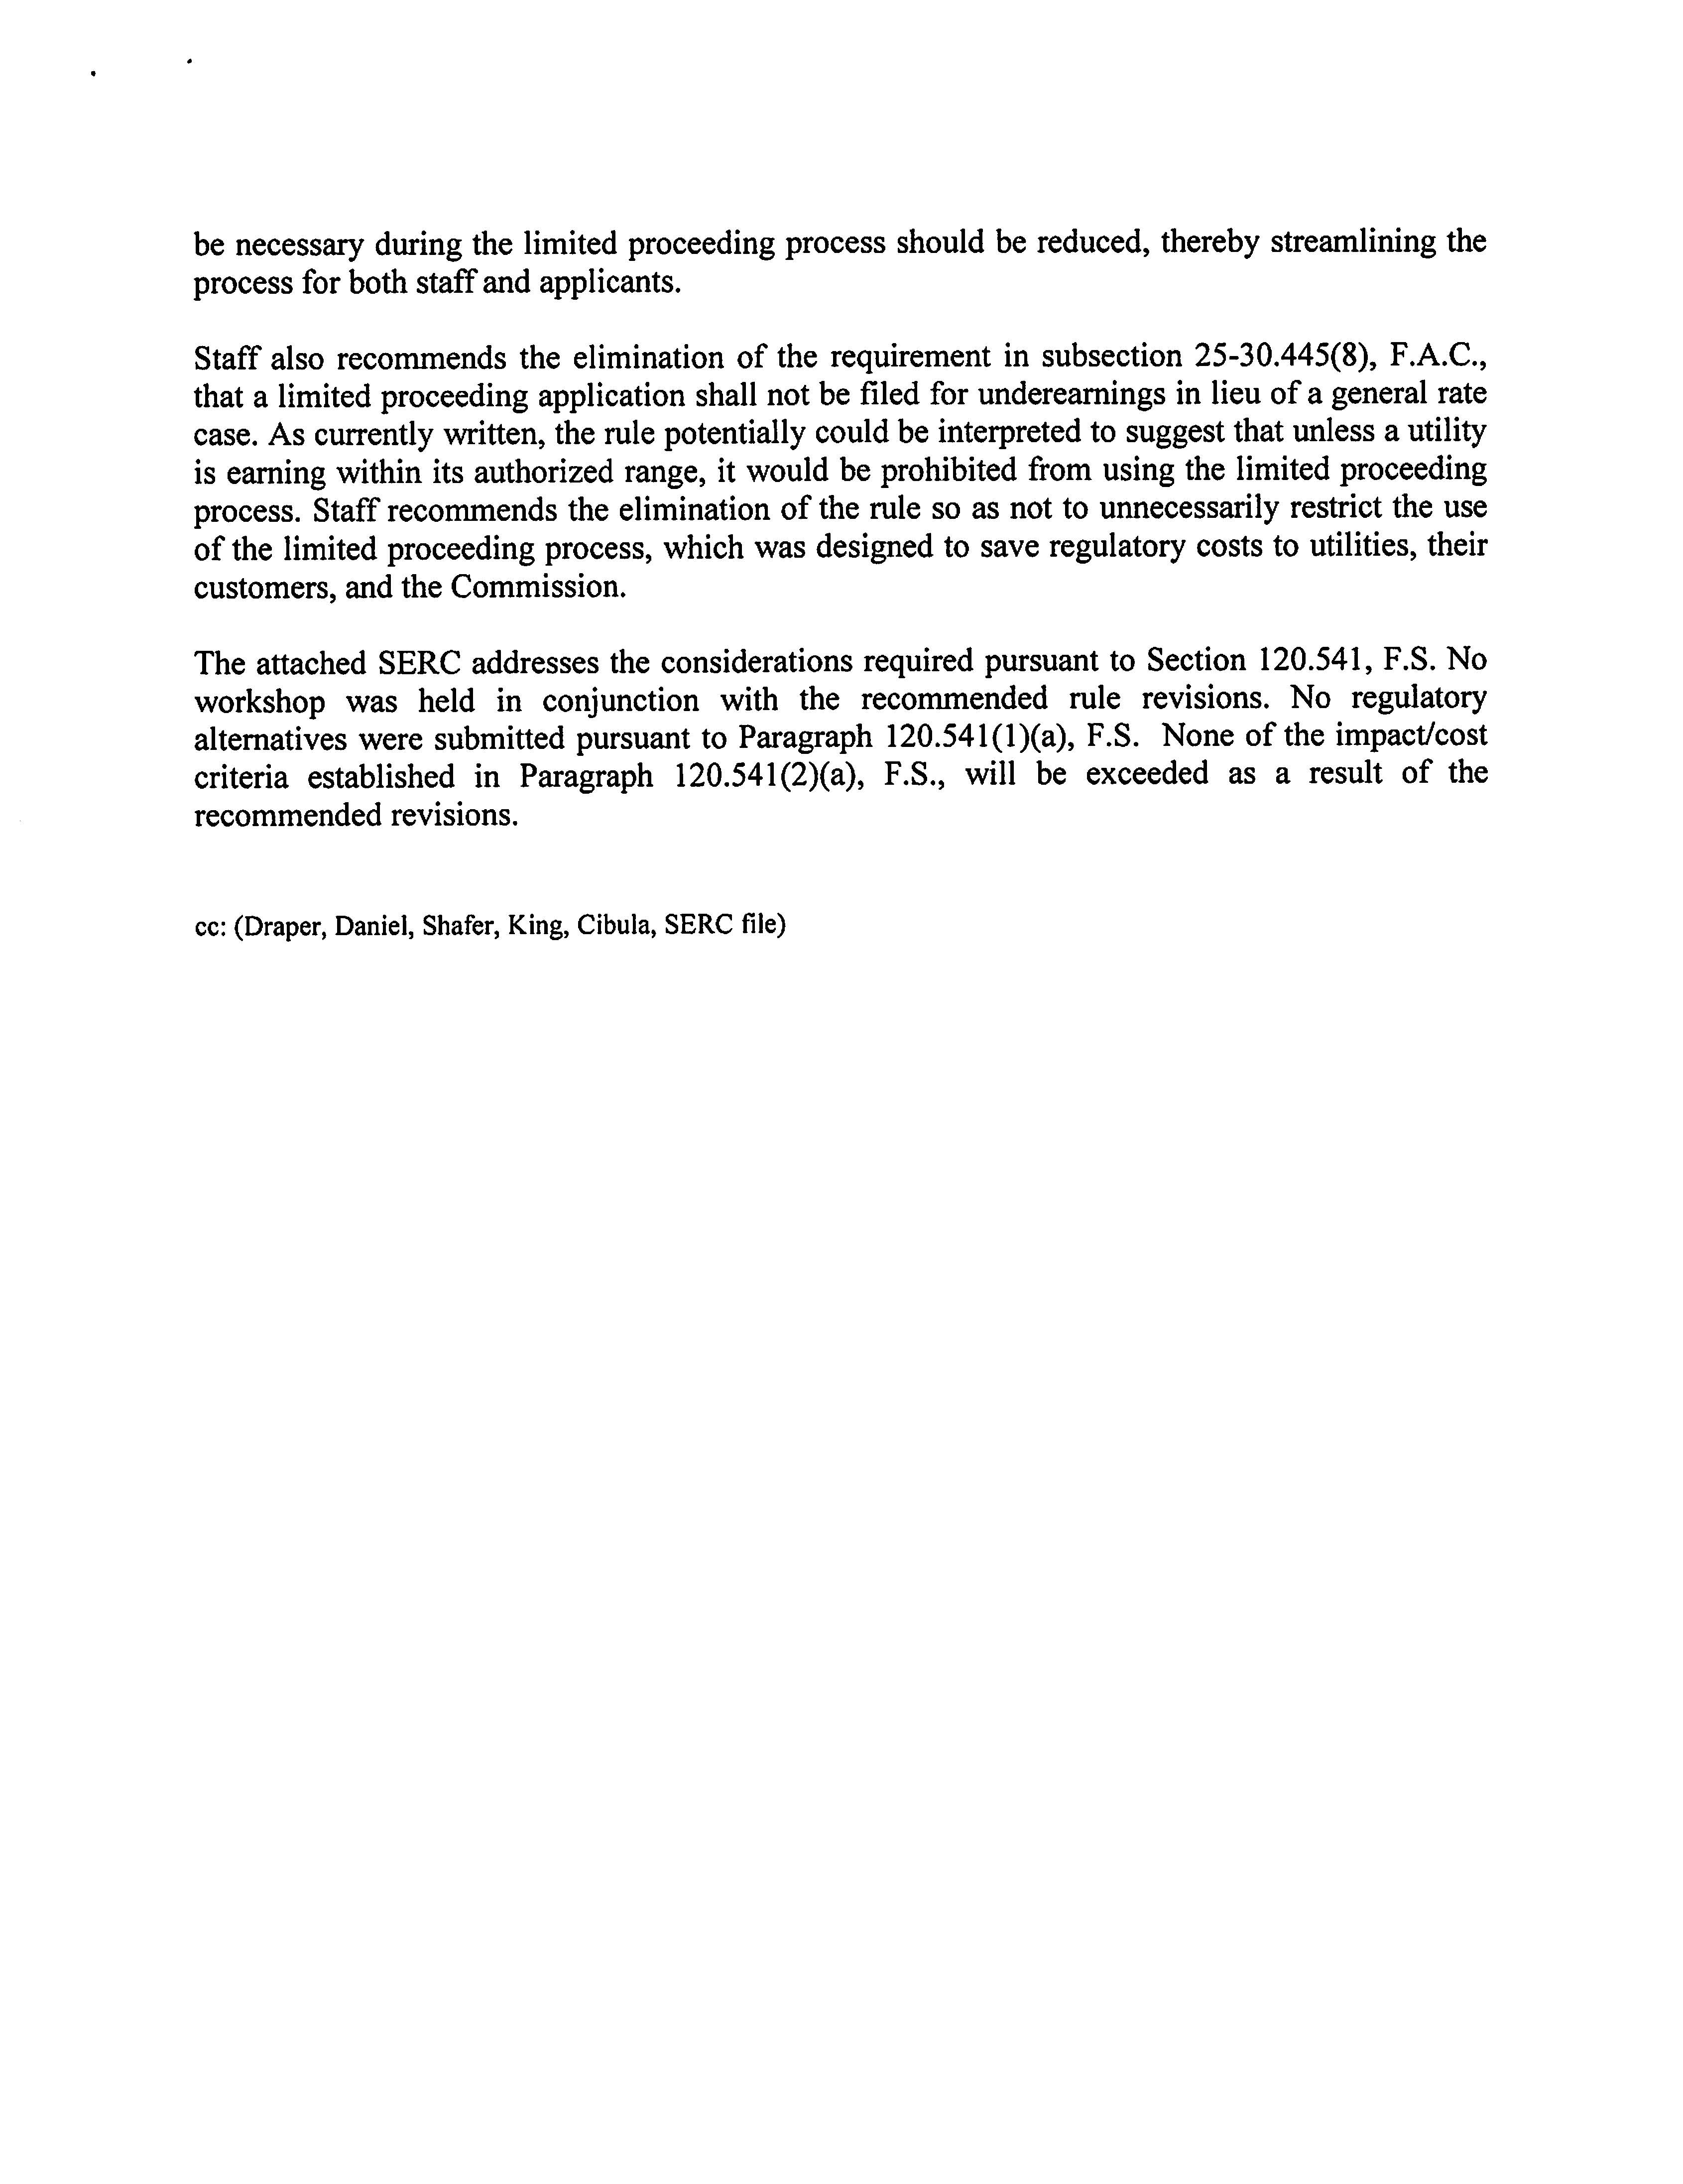 be necessary during the limited proceeding process should be reduced, thereby streamlining the
process for both staff and applicants.
Staff also recommends the elimination of the requirement in subsection 25-30.445(8), F.A.C.,
that a limited proceeding application shall not be filed for underearnings in lieu of a general rate
case. As currently written, the rule potentially could be interpreted to suggest that unless a utility
is earning within its authorized range, it would be prohibited from using the limited proceeding
process. Staff recommends the elimination of the rule so as not to unnecessarily restrict the use
of the limited proceeding process, which was designed to save regulatory costs to utilities, their
customers, and the Commission.
The attached SERC addresses the considerations required pursuant to Section 120.541, F.S. No
workshop was held in conjunction with the recommended rule revisions. No regulatory
alternatives were submitted pursuant to Paragraph 120.541(1)(a), F.S. None of the impact/cost
criteria established in Paragraph 120.541(2)(a), F.S., will be exceeded as a result of the
recommended revisions.
cc: (Draper, Daniel, Shafer, King, Cibula, SERC file)